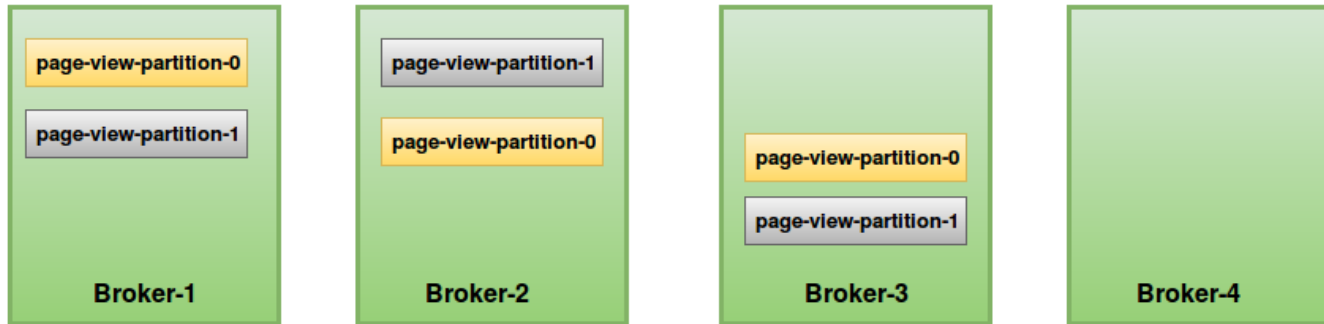 page-view-partition-0
page-view-partition-1
Broker-1
page-view-partition-1
page-view-partition-0
Broker-2
page-view-partition-0
page-view-partition-1
Broker-3
Broker-4